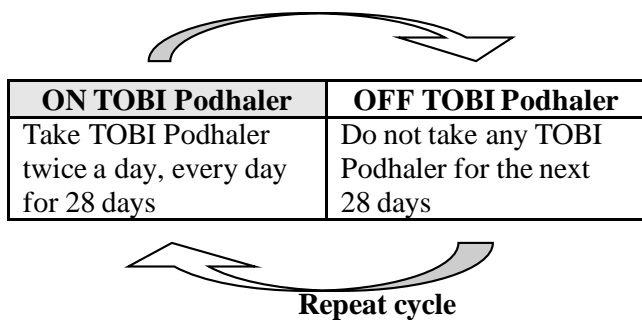 ON TOBI Podhaler
OFF TOBI Podhaler
Take TOBI Podhaler
twice a day, every day
for 28 days
Do not take any TOBI
Podhaler for the next
28 days
Repeat cycle